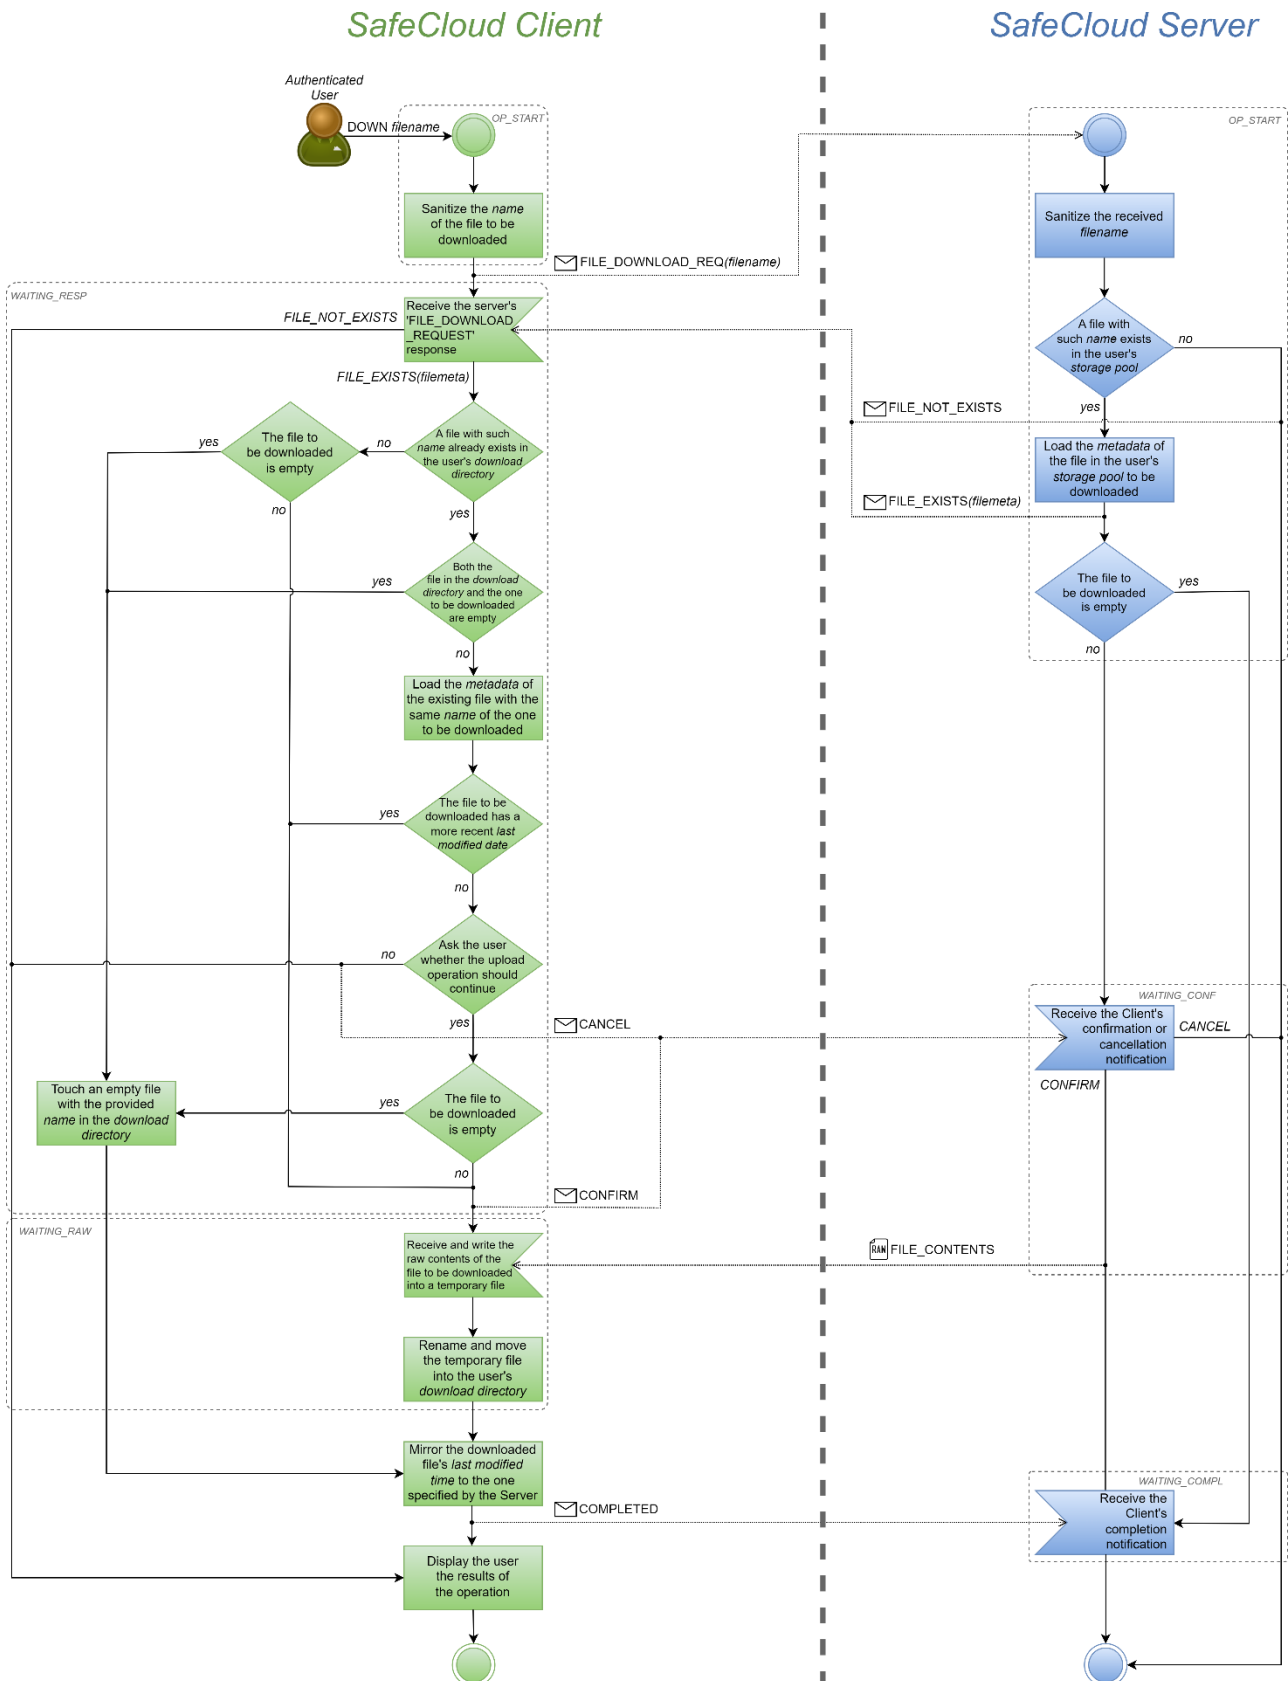 SafeCloud Client
SafeCloud Server
Authenticated
User
DOWN filename
OP_START
OP_START
Sanitize the name
of the file to be
downloaded
Sanitize the received
filename
FILE_DOWNLOAD_REQ(filename)
WAITING_RESP
FILE_NOT_EXISTS
Receive the server's
'FILE_DOWNLOAD
_REQUEST'
response
A file with
such name exists
in the user's
storage pool
no
yes
FILE_EXISTS(filemeta)
FILE_NOT_EXISTS
The file to
be downloaded
is empty
yes
no
no
A file with such
name already exists in
the user's download
directory
yes
Load the metadata of
the file in the user's
storage pool to be
downloaded
FILE_EXISTS(filemeta)
Both the
file in the download
directory and the one
to be downloaded
are empty
yes
no
The file to
be downloaded
is empty
yes
no
Load the metadata of
the existing file with the
same name of the one
to be downloaded
The file to be
downloaded has a
more recent last
modified date
yes
no
Ask the user
whether the upload
operation should
continue
no
yes
WAITING_CONF
Receive the Client's
confirmation or
cancellation
notification
CANCEL
CONFIRM
CANCEL
Touch an empty file
with the provided
name in the download
directory
The file to
be downloaded
is empty
yes
no
CONFIRM
WAITING_RAW
Receive and write the
raw contents of the
file to be downloaded
into a temporary file
RAW
FILE_CONTENTS
Rename and move
the temporary file
into the user's
download directory
Mirror the downloaded
file's last modified
time to the one
specified by the Server
COMPLETED
WAITING_COMPL
Receive the
Client's
completion
notification
Display the user
the results of
the operation